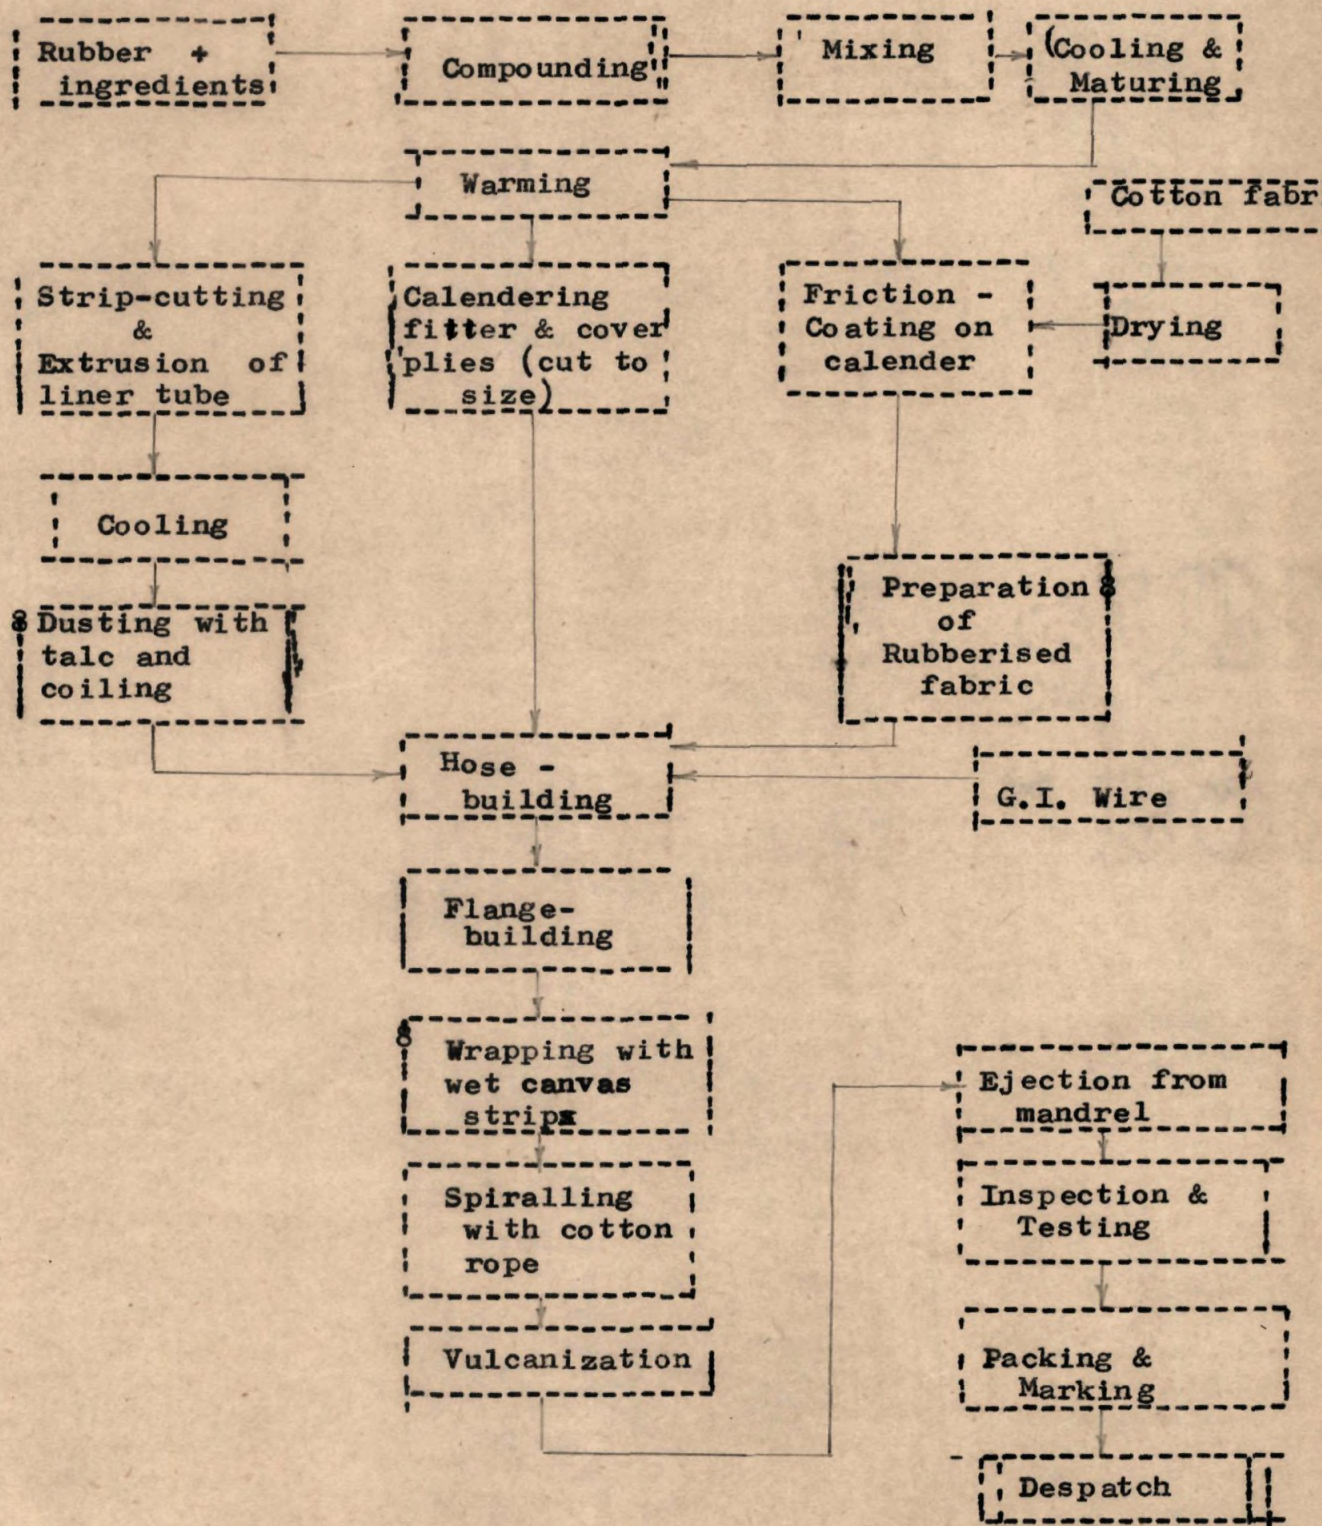 Rubber +
ingredients
Compounding
Mixing
(Cooling &
Maturing
Warming
Cotton fabr
Strip-cutting
&
Extrusion of
liner tube
Calendering
fitter & cover
plies (cut to
size)
Friction -
Coating on
calender
Drying
Cooling
Dusting with
talc and
coiling
Preparation
of
Rubberised
fabric
Hose -
building
G.I. Wire
Flange-
building
Wrapping with
wet canvas
strips
Spiralling
with cotton
rope
Vulcanization
Ejection from
mandrel
Inspection &
Testing
Packing &
Marking
Despatch